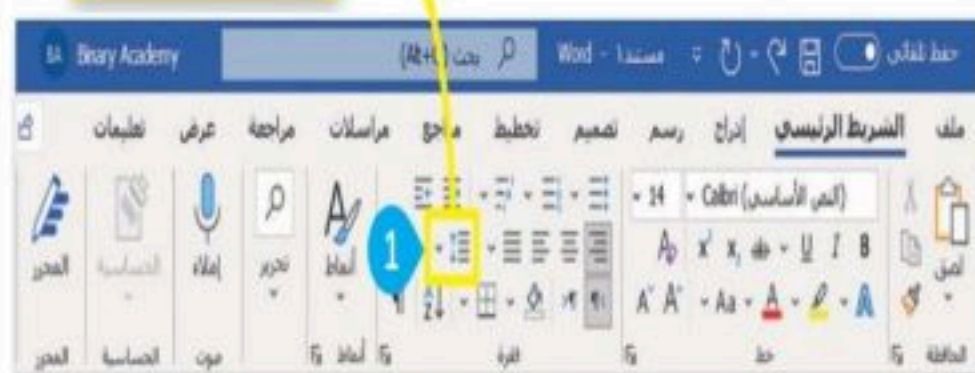 حفظ تلقائي مستند1 - Word بحث (Alt+ Binary Academy BA
ملف الشريط الرئيسي إدراج رسم تصميم تخطيط مراجع مراسلات مراجعة عرض تعليمات
Calibri (النص الأساسي) 14
لصق B I U ab x, x' A أنماط تحرير إملاء الحساسية المحرر
1
A Aa A A
الحافظة خط فقرة أنماط صوت الحساسية المحرر